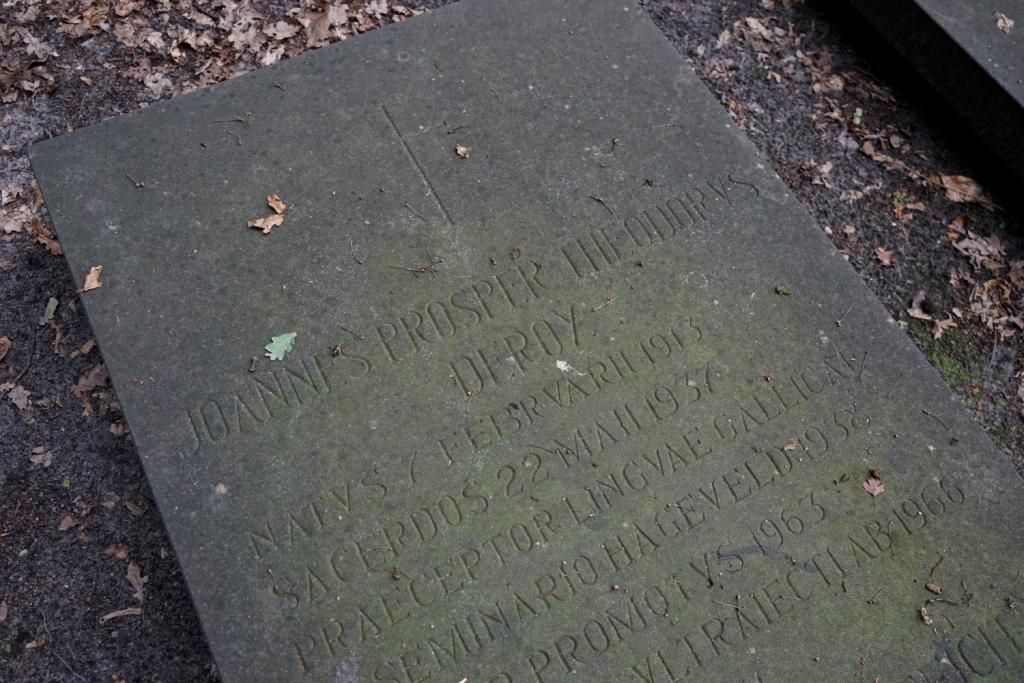 JOANNES PROSPER THEODORVS
DEROY
NATVS 7 FEBRVARII 1913
SACERDOS 22 MAII 1937
PRAECEPTOR LINGVAE GALLICAE
SEMINARIO HAGEVELD 1938
PROMOTVS 1963
VLTRAIECTI AB 1966